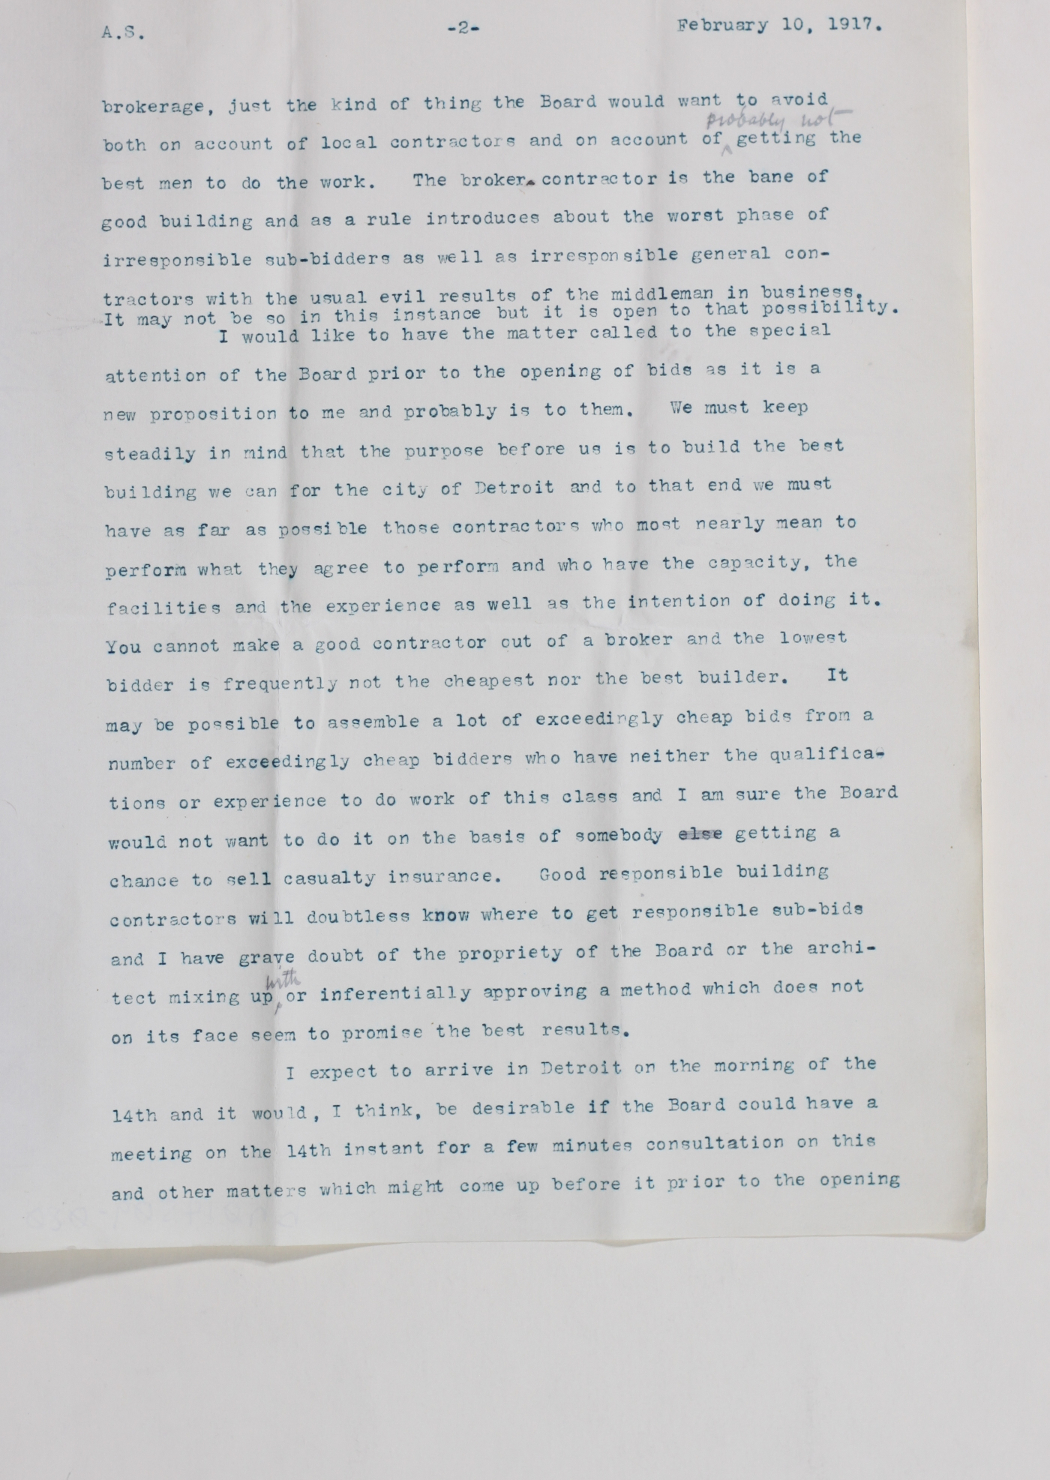 A.S. -2- February 10, 1917.
brokerage, just the kind of thing the Board would want to avoid
probably not
both on account of local contractors and on account of getting the
best men to do the work. The broker contractor is the bane of
good building and as a rule introduces about the worst phase of
irresponsible sub-bidders as well as irresponsible general con-
tractors with the usual evil results of the middleman in business.
It may not be so in this instance but it is open to that possibility.
I would like to have the matter called to the special
attention of the Board prior to the opening of bids as it is a
new proposition to me and probably is to them. We must keep
steadily in mind that the purpose before us is to build the best
building we can for the city of Detroit and to that end we must
have as far as possible those contractors who most nearly mean to
perform what they agree to perform and who have the capacity, the
facilities and the experience as well as the intention of doing it.
You cannot make a good contractor out of a broker and the lowest
bidder is frequently not the cheapest nor the best builder. It
may be possible to assemble a lot of exceedingly cheap bids from a
number of exceedingly cheap bidders who have neither the qualifica-
tions or experience to do work of this class and I am sure the Board
would not want to do it on the basis of somebody else getting a
chance to sell casualty insurance. Good responsible building
contractors will doubtless know where to get responsible sub-bids
and I have grave doubt of the propriety of the Board or the archi-
with
tect mixing up, or inferentially approving a method which does not
on its face seem to promise the best results.
I expect to arrive in Detroit on the morning of the
14th and it would, I think, be desirable if the Board could have a
meeting on the 14th instant for a few minutes consultation on this
and other matters which might come up before it prior to the opening